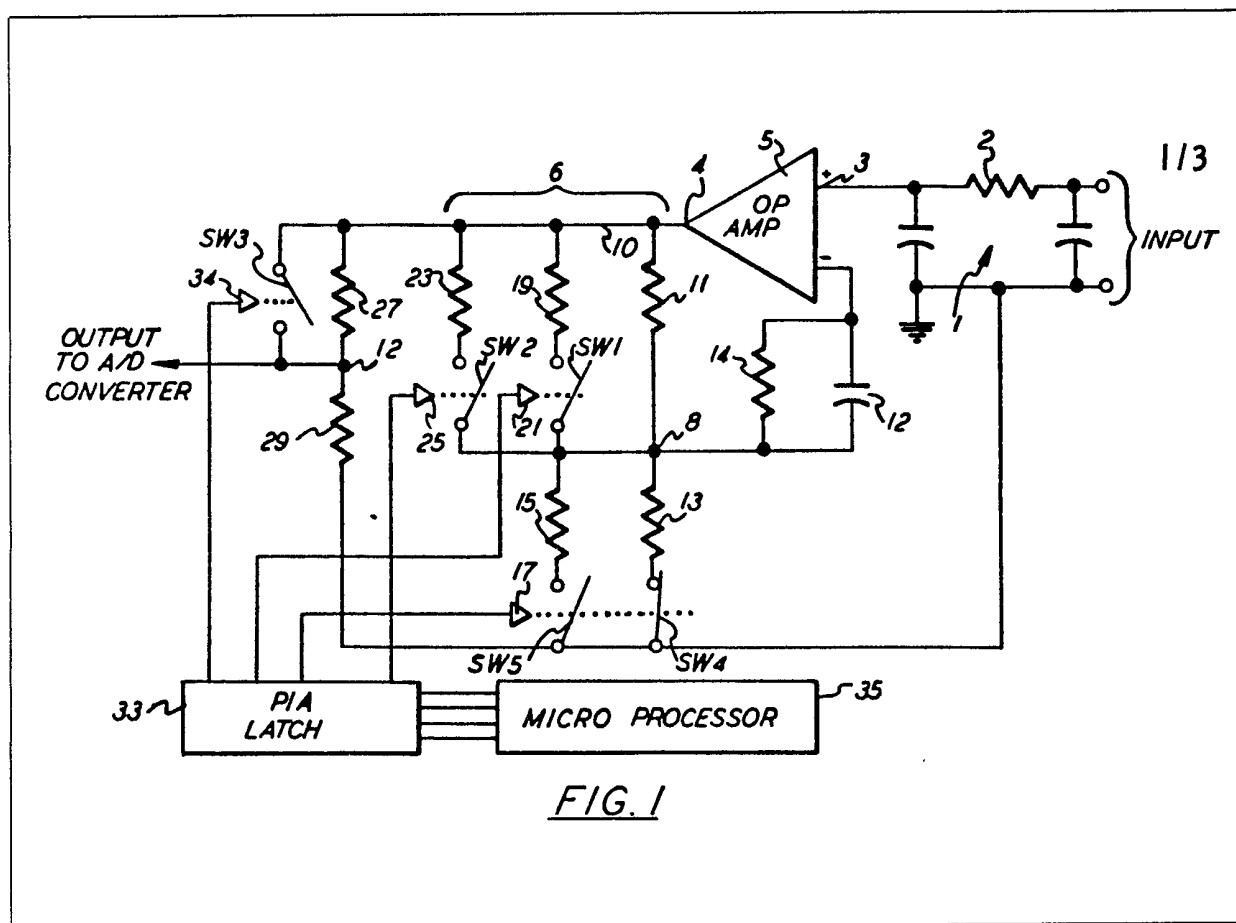 1/3
6
4
5
+
3
2
OP
AMP
-
INPUT
SW3
34
27
23
19
10
11
1
OUTPUT
TO A/D
CONVERTER
12
SW2
SW1
14
12
29
25
21
8
15
13
17
SW5
SW4
33
PIA
LATCH
MICRO PROCESSOR
35
FIG. 1